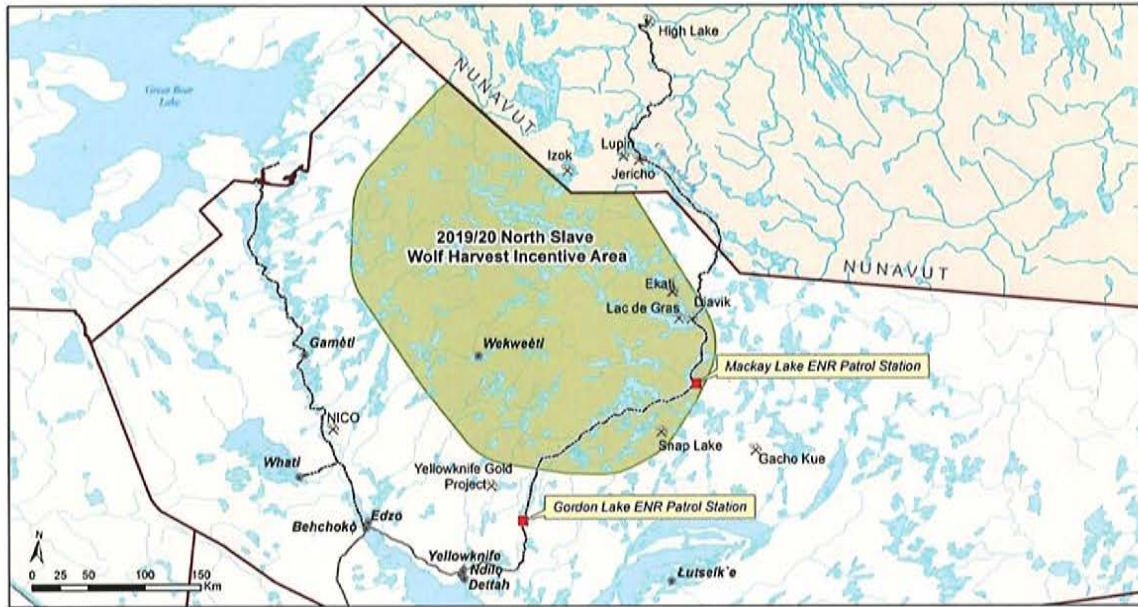 High Lake
Great Bear
Lake
NUNAVUT
Lupin
Izok
Jericho
2019/20 North Slave
Wolf Harvest Incentive Area
NUNAVUT
Ekati
Lac de Gras
Diavik
Gamètì
Wekweètì
Mackay Lake ENR Patrol Station
NICO
Snap Lake
Gacho Kue
Whatì
Yellowknife Gold
Project
Gordon Lake ENR Patrol Station
Edzo
Behchokǫ̀
Yellowknife
Ndilǫ
Dettah
Łutselk'e
N
0 25 50 100 150
Km